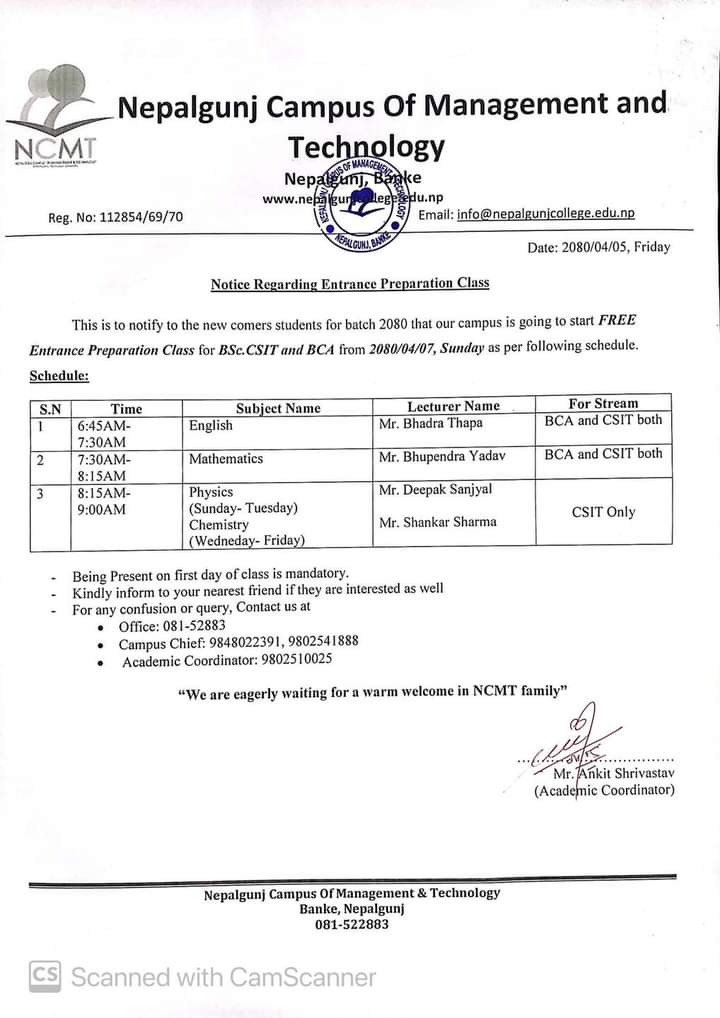 NCMT
Nepalgunj Campus Of Management and
Technology
Nepalgunj, Banke
www.nepalgunjcollege.edu.np
NEPALGUNJ CAMPUS OF MANAGEMENT & TECHNOLOGY
NEPALGUNJ, BANKE
Reg. No: 112854/69/70
Email: info@nepalgunjcollege.edu.np
Date: 2080/04/05, Friday
Notice Regarding Entrance Preparation Class
This is to notify to the new comers students for batch 2080 that our campus is going to start FREE
Entrance Preparation Class for BSc.CSIT and BCA from 2080/04/07, Sunday as per following schedule.
Schedule:
S.N Time Subject Name Lecturer Name For Stream
1 6:45AM- English Mr. Bhadra Thapa BCA and CSIT both
7:30AM
2 7:30AM- Mathematics Mr. Bhupendra Yadav BCA and CSIT both
8:15AM
3 8:15AM- Physics Mr. Deepak Sanjyal
9:00AM (Sunday- Tuesday) CSIT Only
Chemistry Mr. Shankar Sharma
(Wedneday- Friday)
- Being Present on first day of class is mandatory.
- Kindly inform to your nearest friend if they are interested as well
- For any confusion or query, Contact us at
• Office: 081-52883
• Campus Chief: 9848022391, 9802541888
• Academic Coordinator: 9802510025
“We are eagerly waiting for a warm welcome in NCMT family”
Mr. Ankit Shrivastav
(Academic Coordinator)
Nepalgunj Campus Of Management & Technology
Banke, Nepalgunj
081-522883
CS Scanned with CamScanner